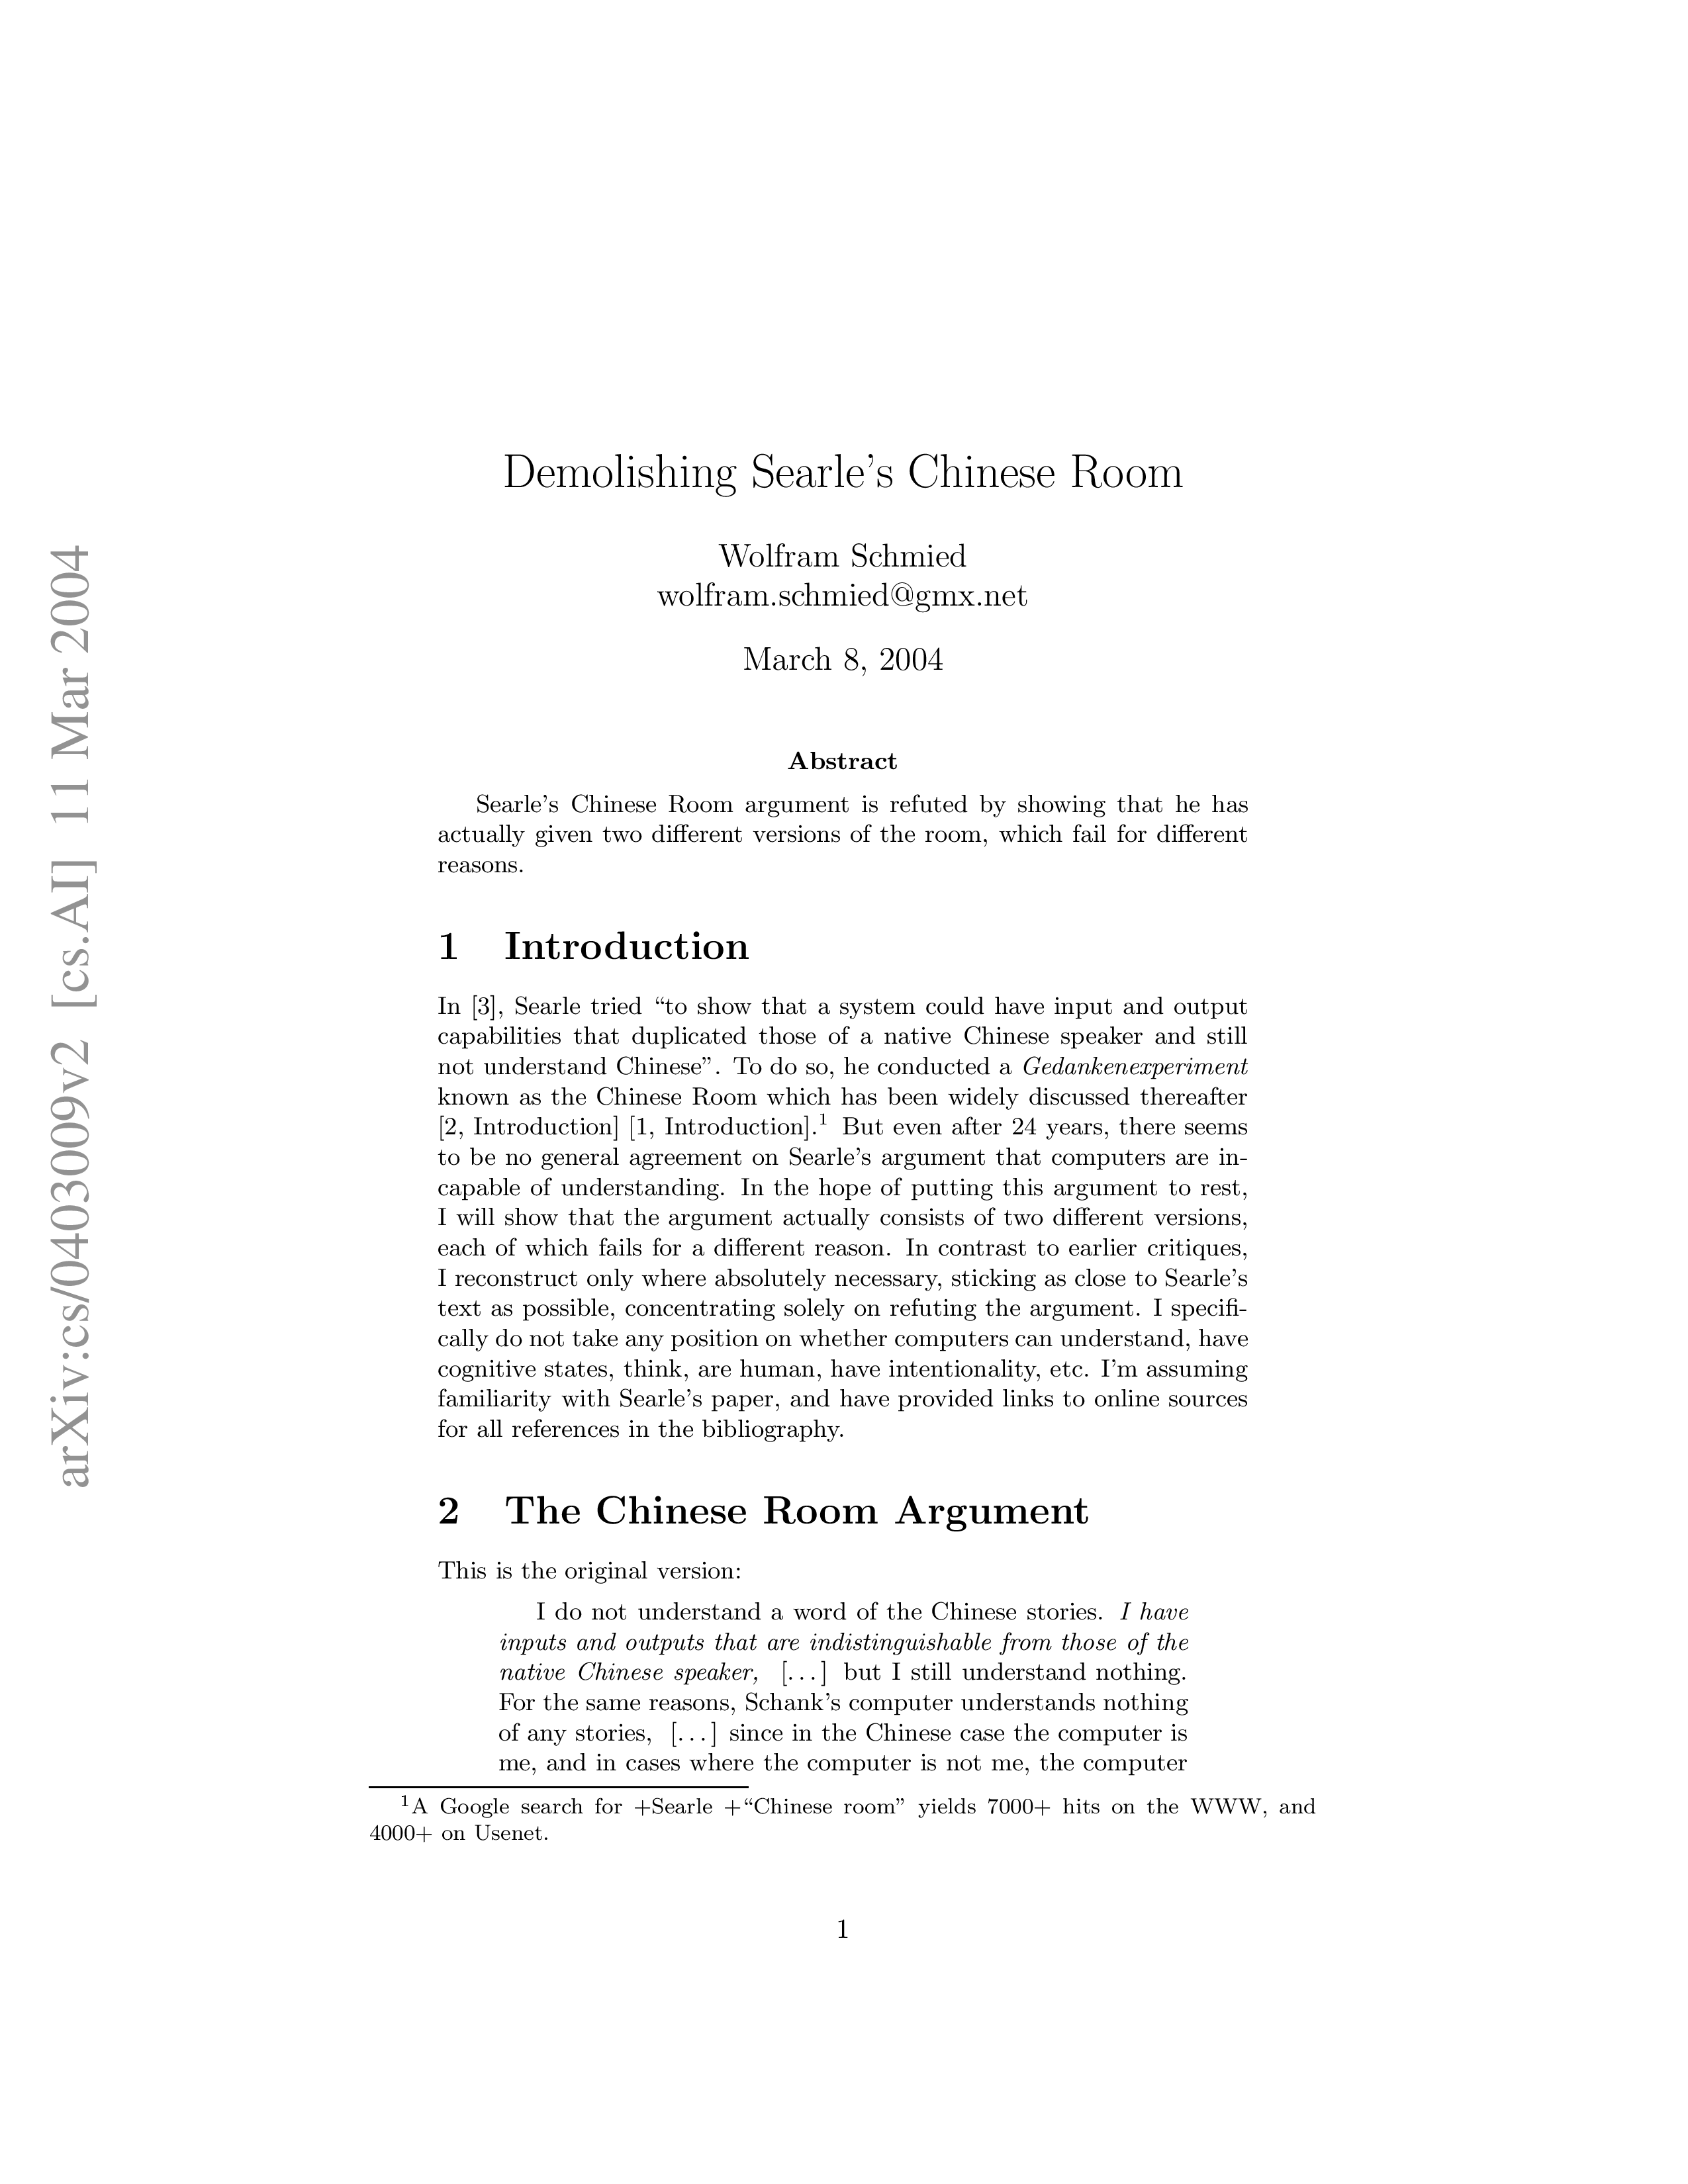 arXiv:cs/0403009v2 [cs.AI] 11 Mar 2004
Demolishing Searle's Chinese Room
Wolfram Schmied
wolfram.schmied@gmx.net
March 8, 2004
Abstract
Searle's Chinese Room argument is refuted by showing that he has
actually given two different versions of the room, which fail for different
reasons.
1 Introduction
In [3], Searle tried “to show that a system could have input and output
capabilities that duplicated those of a native Chinese speaker and still
not understand Chinese”. To do so, he conducted a Gedankenexperiment
known as the Chinese Room which has been widely discussed thereafter
[2, Introduction] [1, Introduction].1 But even after 24 years, there seems
to be no general agreement on Searle's argument that computers are in-
capable of understanding. In the hope of putting this argument to rest,
I will show that the argument actually consists of two different versions,
each of which fails for a different reason. In contrast to earlier critiques,
I reconstruct only where absolutely necessary, sticking as close to Searle's
text as possible, concentrating solely on refuting the argument. I specifi-
cally do not take any position on whether computers can understand, have
cognitive states, think, are human, have intentionality, etc. I'm assuming
familiarity with Searle's paper, and have provided links to online sources
for all references in the bibliography.
2 The Chinese Room Argument
This is the original version:
I do not understand a word of the Chinese stories. I have
inputs and outputs that are indistinguishable from those of the
native Chinese speaker, [...] but I still understand nothing.
For the same reasons, Schank's computer understands nothing
of any stories, [...] since in the Chinese case the computer is
me, and in cases where the computer is not me, the computer
1A Google search for +Searle +“Chinese room” yields 7000+ hits on the WWW, and
4000+ on Usenet.
1